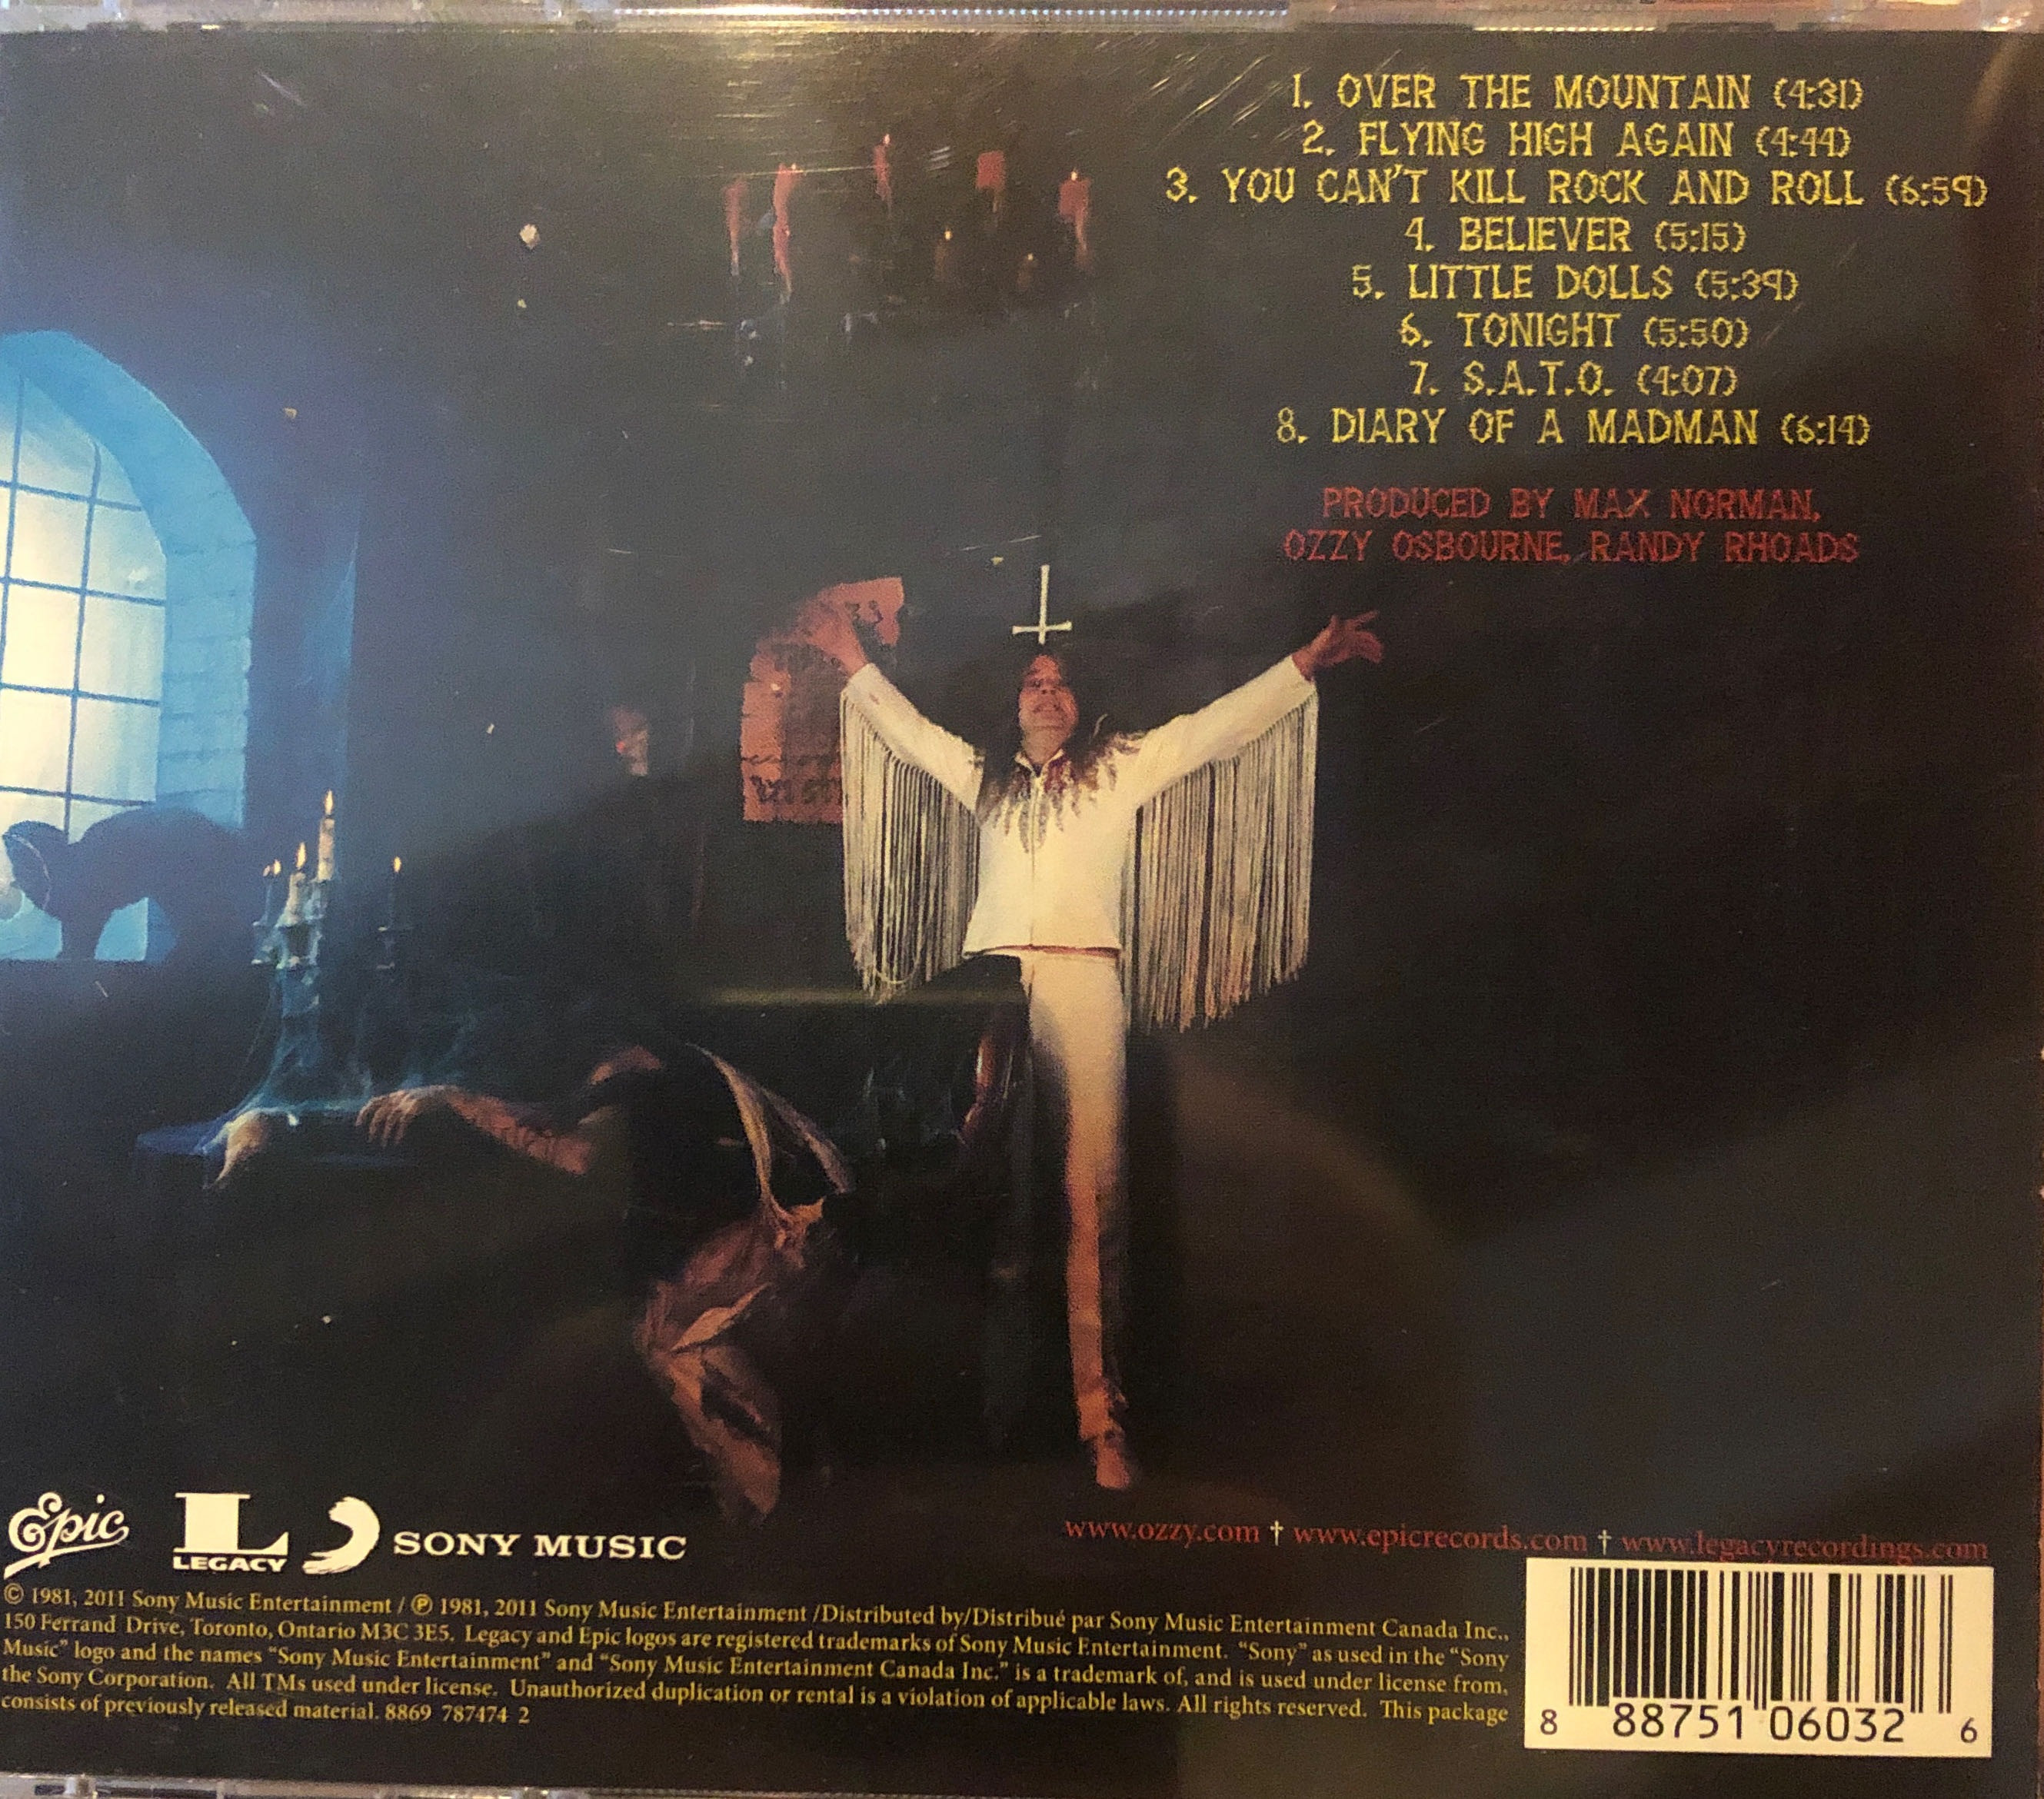 1. OVER THE MOUNTAIN (4:31)
2. FLYING HIGH AGAIN (4:44)
3. YOU CAN'T KILL ROCK AND ROLL (6:59)
4. BELIEVER (5:15)
5. LITTLE DOLLS (5:39)
6. TONIGHT (5:50)
7. S.A.T.O. (4:07)
8. DIARY OF A MADMAN (6:14)
PRODUCED BY MAX NORMAN,
OZZY OSBOURNE, RANDY RHOADS
Epic
L
LEGACY
SONY MUSIC
www.ozzy.com † www.epicrecords.com † www.legacyrecordings.com
© 1981, 2011 Sony Music Entertainment / ℗ 1981, 2011 Sony Music Entertainment /Distributed by/Distribué par Sony Music Entertainment Canada Inc.,
150 Ferrand Drive, Toronto, Ontario M3C 3E5. Legacy and Epic logos are registered trademarks of Sony Music Entertainment. "Sony" as used in the "Sony
Music" logo and the names "Sony Music Entertainment" and "Sony Music Entertainment Canada Inc." is a trademark of, and is used under license from,
the Sony Corporation. All TMs used under license. Unauthorized duplication or rental is a violation of applicable laws. All rights reserved. This package
consists of previously released material. 8869 787474 2
8 88751 06032 6